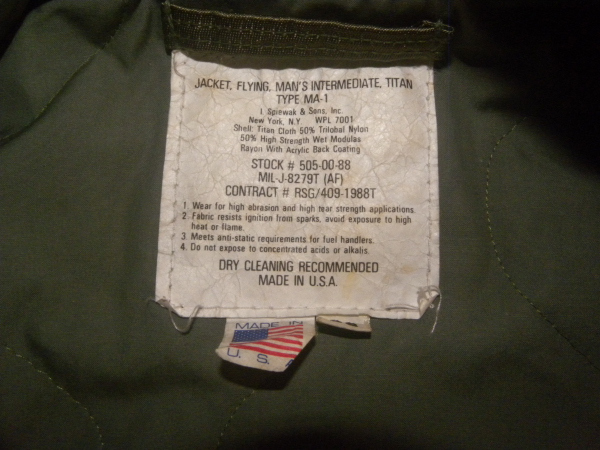 JACKET, FLYING, MAN'S INTERMEDIATE, TITAN
TYPE MA-1
I Spiewak & Sons, Inc.
New York, N.Y. WPL 7001
Shell: Titan Cloth 50% Trilobal Nylon
50% High Strength Wet Modulas
Rayon With Acrylic Back Coating
STOCK # 505-00-88
MIL-J-8279T (AF)
CONTRACT # RSG/409-1988T
1. Wear for high abrasion and high rear strength applications.
2. Fabric resists ignition from sparks, avoid exposure to high
heat or flame.
3. Meets anti-static requirements for fuel handlers.
4. Do not expose to concentrated acids or alkalis.
DRY CLEANING RECOMMENDED
MADE IN U.S.A.
MADE IN
U. S.